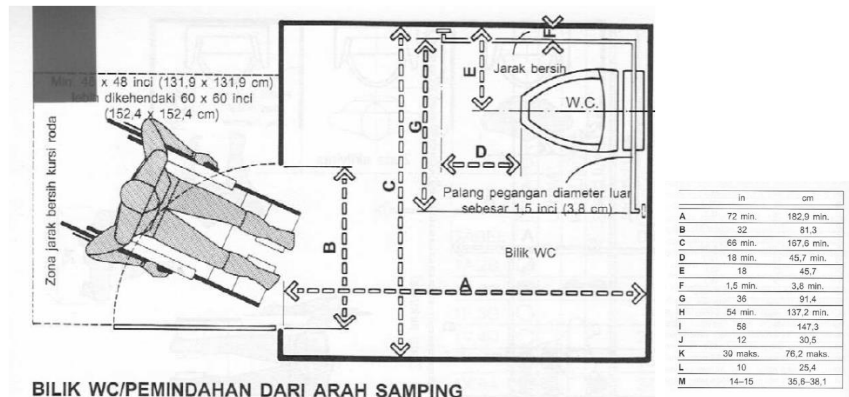 Min. 48 x 48 inci (131,9 x 131,9 cm)
lebih dikehendaki 60 x 60 inci
(152,4 x 152,4 cm)
Zona jarak bersih kursi roda
F
Jarak bersih
E
W.C.
G
D
C
Palang pegangan diameter luar
sebesar 1,5 inci (3,8 cm)
B
Bilik WC
A
BILIK WC/PEMINDAHAN DARI ARAH SAMPING
in cm
A 72 min. 182,9 min.
B 32 81,3
C 66 min. 167,6 min.
D 18 min. 45,7 min.
E 18 45,7
F 1,5 min. 3,8 min.
G 36 91,4
H 54 min. 137,2 min.
I 58 147,3
J 12 30,5
K 30 maks. 76,2 maks.
L 10 25,4
M 14–15 35,6–38,1